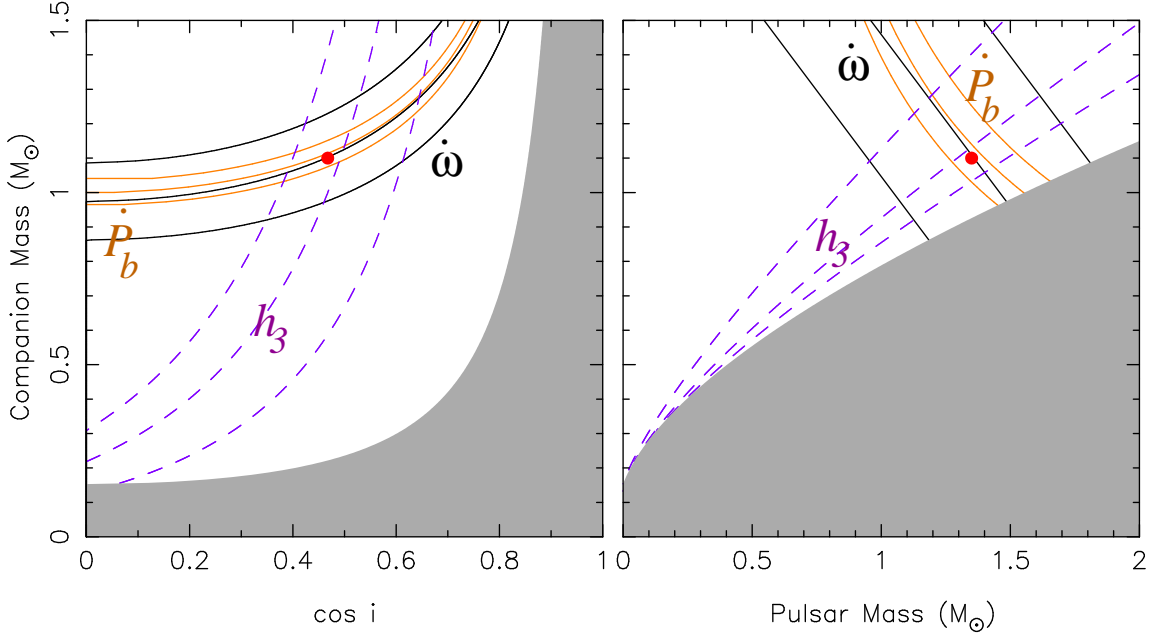 Companion Mass (M⊙)
1.5
1
0.5
0
ω̇
Ṗb
h3
0 0.2 0.4 0.6 0.8 1
cos i
ω̇
Ṗb
h3
0 0.5 1 1.5 2
Pulsar Mass (M⊙)